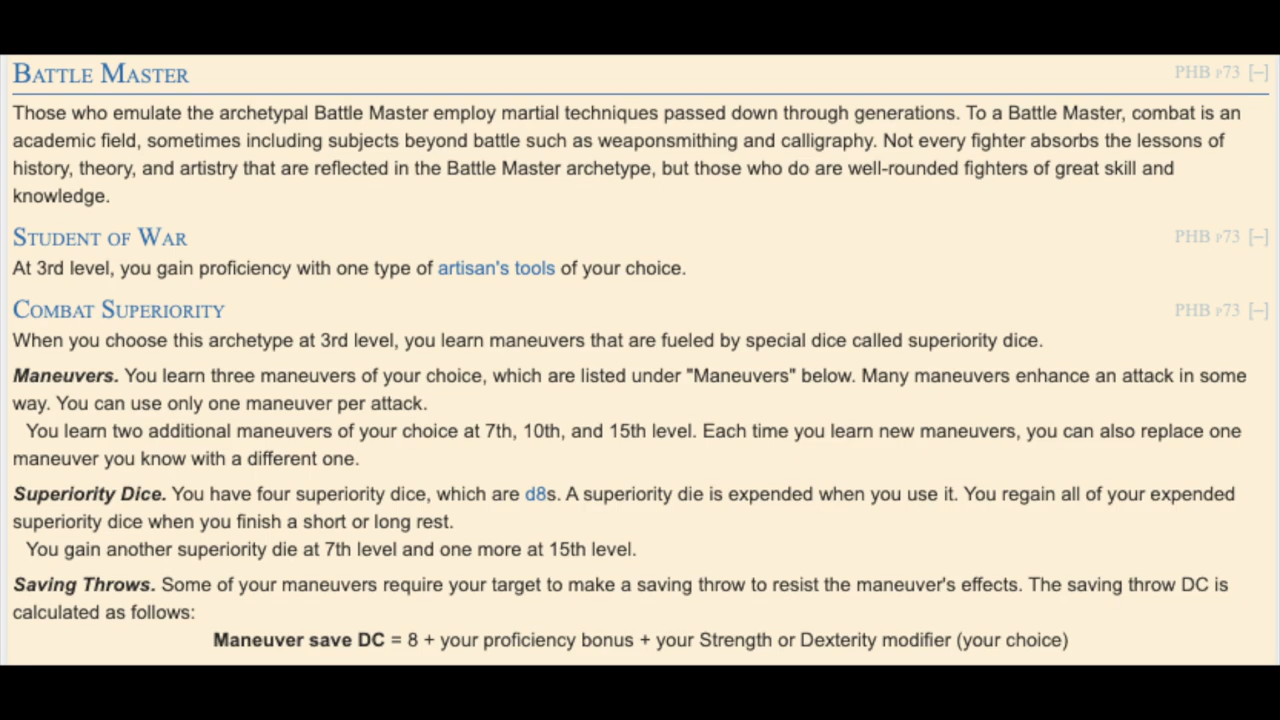 BATTLE MASTER PHB P73 [–]
Those who emulate the archetypal Battle Master employ martial techniques passed down through generations. To a Battle Master, combat is an
academic field, sometimes including subjects beyond battle such as weaponsmithing and calligraphy. Not every fighter absorbs the lessons of
history, theory, and artistry that are reflected in the Battle Master archetype, but those who do are well-rounded fighters of great skill and
knowledge.
STUDENT OF WAR PHB P73 [–]
At 3rd level, you gain proficiency with one type of artisan's tools of your choice.
COMBAT SUPERIORITY PHB P73 [–]
When you choose this archetype at 3rd level, you learn maneuvers that are fueled by special dice called superiority dice.
Maneuvers. You learn three maneuvers of your choice, which are listed under "Maneuvers" below. Many maneuvers enhance an attack in some
way. You can use only one maneuver per attack.
You learn two additional maneuvers of your choice at 7th, 10th, and 15th level. Each time you learn new maneuvers, you can also replace one
maneuver you know with a different one.
Superiority Dice. You have four superiority dice, which are d8s. A superiority die is expended when you use it. You regain all of your expended
superiority dice when you finish a short or long rest.
You gain another superiority die at 7th level and one more at 15th level.
Saving Throws. Some of your maneuvers require your target to make a saving throw to resist the maneuver's effects. The saving throw DC is
calculated as follows:
Maneuver save DC = 8 + your proficiency bonus + your Strength or Dexterity modifier (your choice)